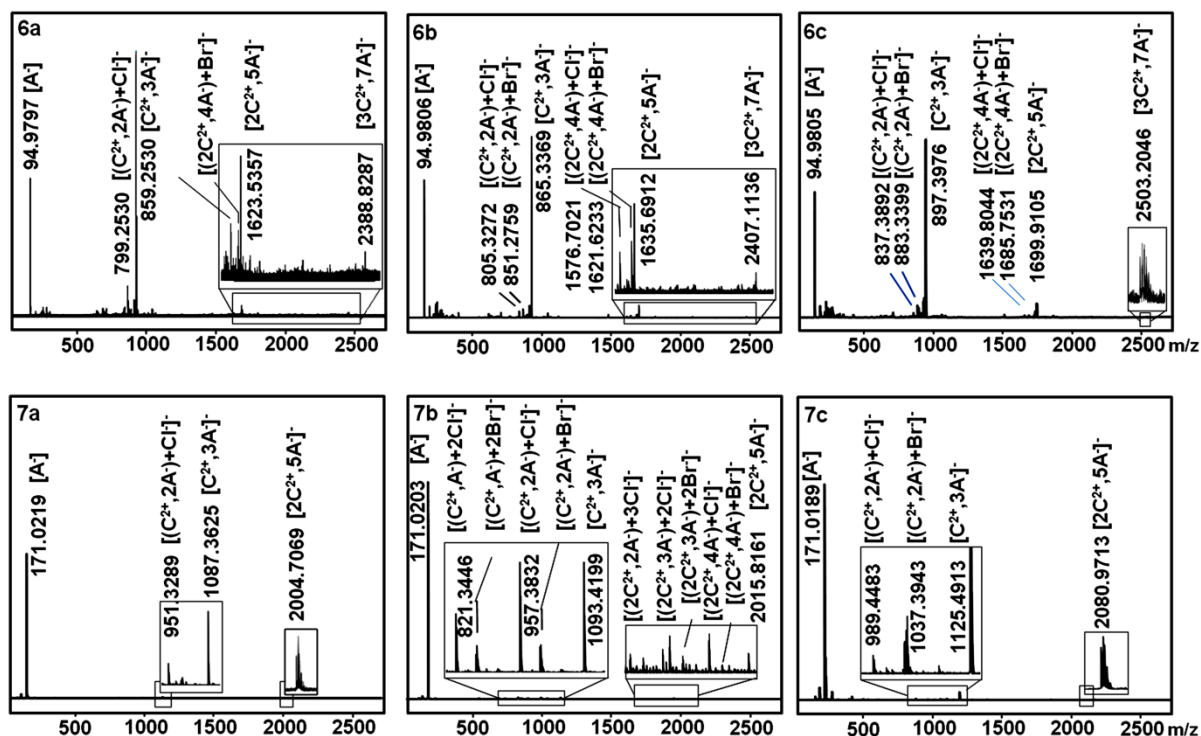 6a
94.9797 [A⁻]
799.2530 [(C²⁺,2A⁻)+Cl⁻]⁻
859.2530 [C²⁺,3A⁻]⁻
[(2C²⁺,4A⁻)+Br⁻]⁻
1623.5357 [2C²⁺,5A⁻]⁻
2388.8287 [3C²⁺,7A⁻]⁻
500 1000 1500 2000 2500
6b
94.9806 [A⁻]
805.3272 [(C²⁺,2A⁻)+Cl⁻]⁻
851.2759 [(C²⁺,2A⁻)+Br⁻]⁻
865.3369 [C²⁺,3A⁻]⁻
1576.7021 [(2C²⁺,4A⁻)+Cl⁻]⁻
1621.6233 [(2C²⁺,4A⁻)+Br⁻]⁻
1635.6912 [2C²⁺,5A⁻]⁻
2407.1136 [3C²⁺,7A⁻]⁻
500 1000 1500 2000 2500
6c
94.9805 [A⁻]
837.3892 [(C²⁺,2A⁻)+Cl⁻]⁻
883.3399 [(C²⁺,2A⁻)+Br⁻]⁻
897.3976 [C²⁺,3A⁻]⁻
1639.8044 [(2C²⁺,4A⁻)+Cl⁻]⁻
1685.7531 [(2C²⁺,4A⁻)+Br⁻]⁻
1699.9105 [2C²⁺,5A⁻]⁻
2503.2046 [3C²⁺,7A⁻]⁻
500 1000 1500 2000 2500 m/z
7a
171.0219 [A⁻]
951.3289 [(C²⁺,2A⁻)+Cl⁻]⁻
1087.3625 [C²⁺,3A⁻]⁻
2004.7069 [2C²⁺,5A⁻]⁻
500 1000 1500 2000 2500
7b
171.0203 [A⁻]
821.3446 [(C²⁺,A⁻)+2Cl⁻]⁻
[(C²⁺,A⁻)+2Br⁻]⁻
957.3832 [(C²⁺,2A⁻)+Cl⁻]⁻
[(C²⁺,2A⁻)+Br⁻]⁻
1093.4199 [C²⁺,3A⁻]⁻
[(2C²⁺,2A⁻)+3Cl⁻]⁻
[(2C²⁺,3A⁻)+2Cl⁻]⁻
[(2C²⁺,3A⁻)+2Br⁻]⁻
[(2C²⁺,4A⁻)+Cl⁻]⁻
[(2C²⁺,4A⁻)+Br⁻]⁻
2015.8161 [2C²⁺,5A⁻]⁻
500 1000 1500 2000 2500
7c
171.0189 [A⁻]
989.4483 [(C²⁺,2A⁻)+Cl⁻]⁻
1037.3943 [(C²⁺,2A⁻)+Br⁻]⁻
1125.4913 [C²⁺,3A⁻]⁻
2080.9713 [2C²⁺,5A⁻]⁻
500 1000 1500 2000 2500 m/z